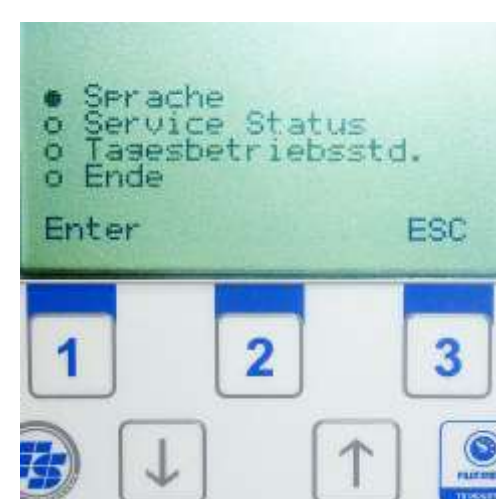 Sprache
Service Status
Tagesbetriebsstd.
Ende
Enter ESC
1 2 3